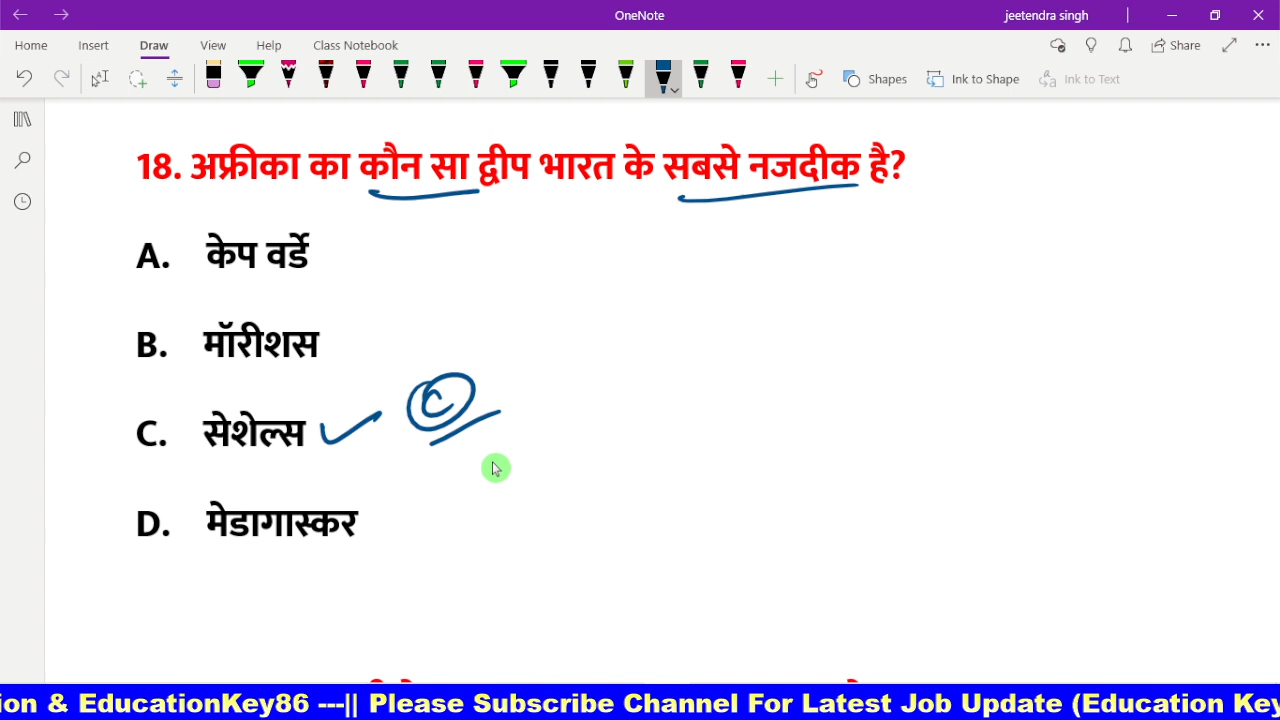 OneNote
jeetendra singh
Home Insert Draw View Help Class Notebook
Share
Shapes Ink to Shape Ink to Text
18. अफ्रीका का कौन सा द्वीप भारत के सबसे नजदीक है?
A. केप वर्डे
B. मॉरीशस
C
C. सेशेल्स
D. मेडागास्कर
ion & EducationKey86 ---|| Please Subscribe Channel For Latest Job Update (Education Key